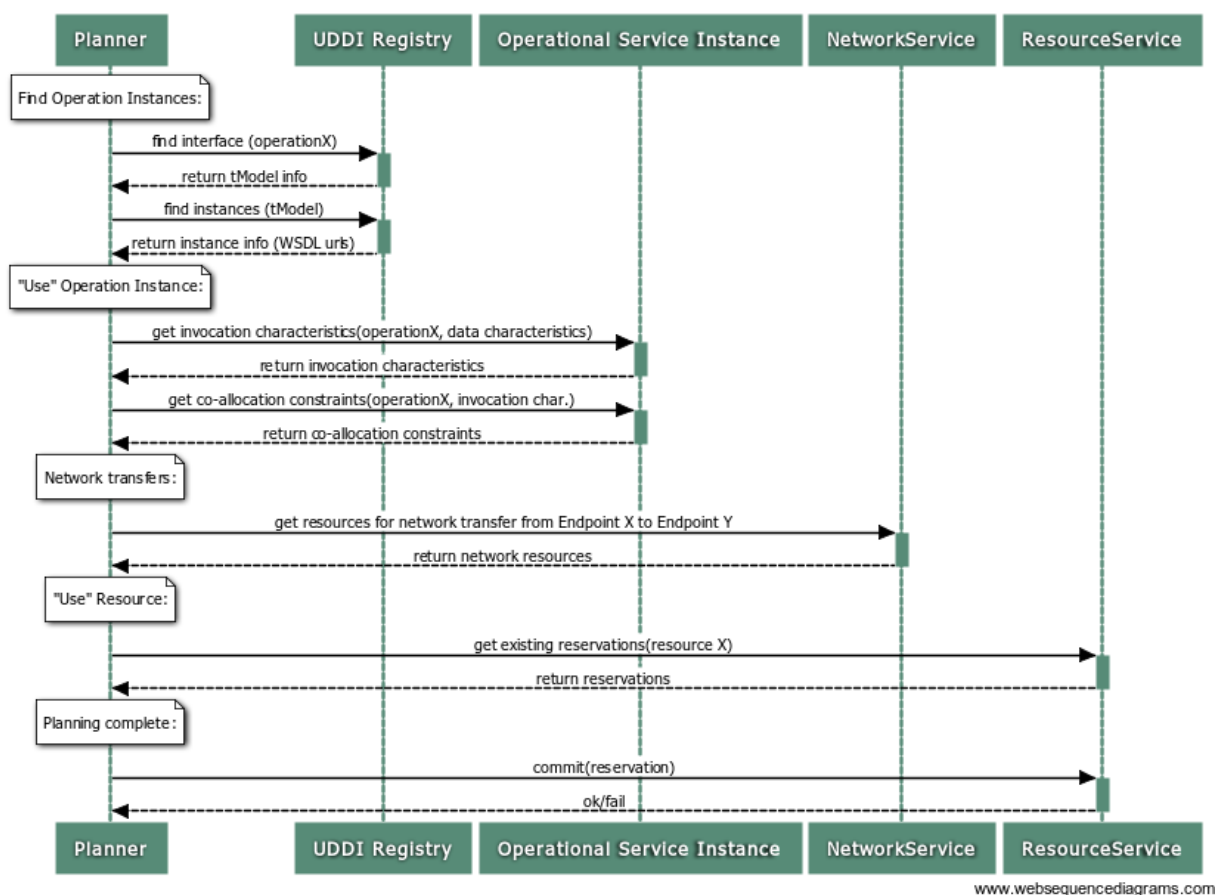 Planner UDDI Registry Operational Service Instance NetworkService ResourceService
Find Operation Instances:
find interface (operationX)
return tModel info
find instances (tModel)
return instance info (WSDL urls)
"Use" Operation Instance:
get invocation characteristics(operationX, data characteristics)
return invocation characteristics
get co-allocation constraints(operationX, invocation char.)
return co-allocation constraints
Network transfers:
get resources for network transfer from Endpoint X to Endpoint Y
return network resources
"Use" Resource:
get existing reservations(resource X)
return reservations
Planning complete:
commit(reservation)
ok/fail
Planner UDDI Registry Operational Service Instance NetworkService ResourceService
www.websequencediagrams.com